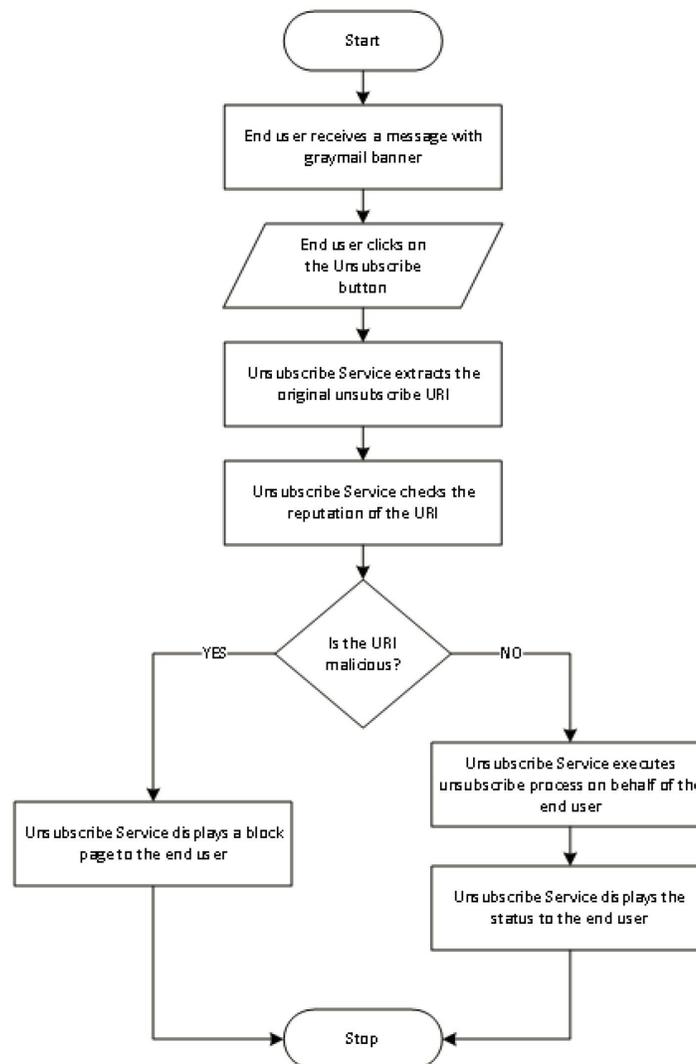 Start
End user receives a message with
graymail banner
End user clicks on
the Unsubscribe
button
Unsubscribe Service extracts the
original unsubscribe URI
Unsubscribe Service checks the
reputation of the URI
Is the URI
malicious?
YES
NO
Unsubscribe Service executes
unsubscribe process on behalf of the
end user
Unsubscribe Service displays a block
page to the end user
Unsubscribe Service displays the
status to the end user
Stop